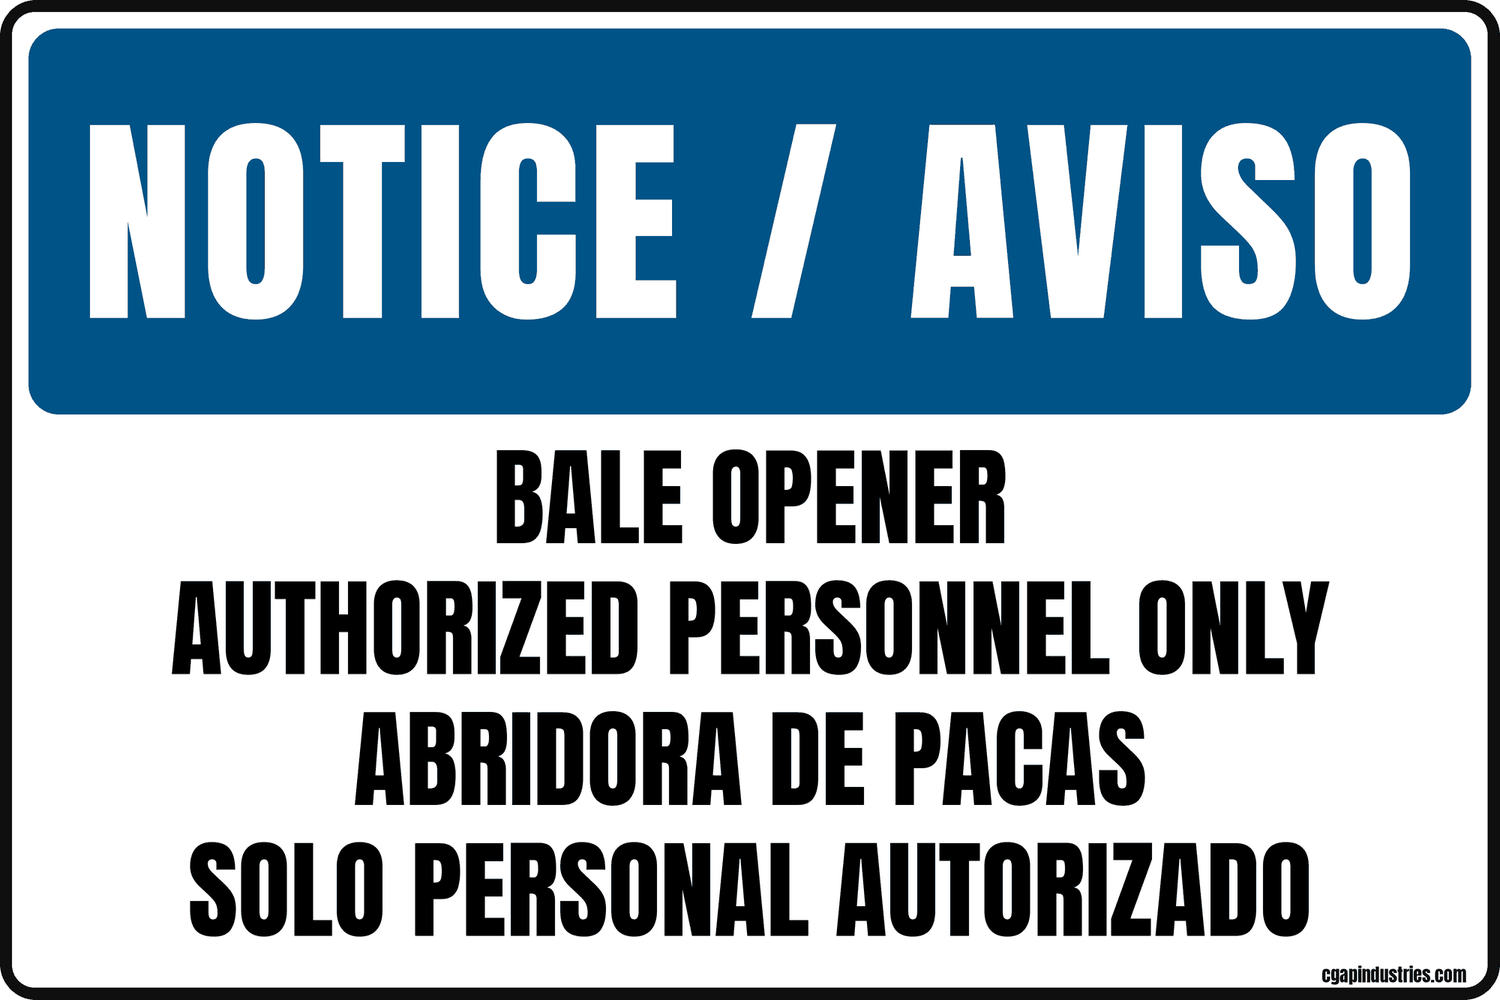 NOTICE / AVISO
BALE OPENER
AUTHORIZED PERSONNEL ONLY
ABRIDORA DE PACAS
SOLO PERSONAL AUTORIZADO
cgapindustries.com